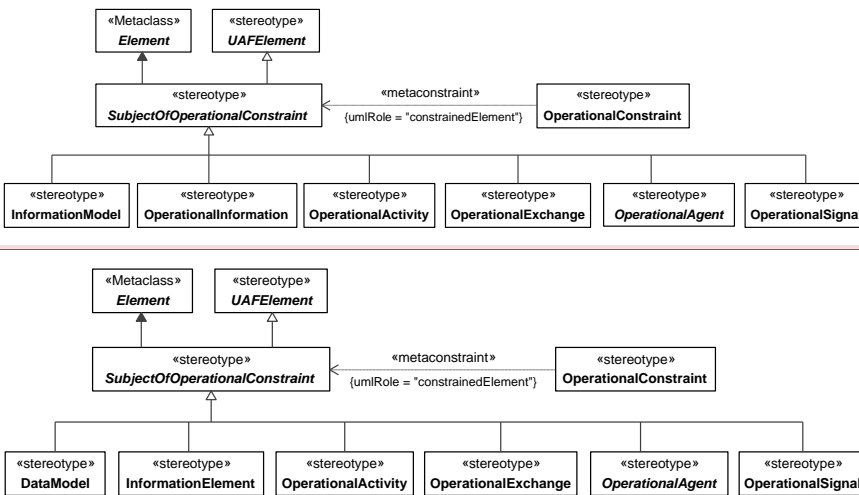 «Metaclass» «stereotype»
Element UAFElement
«stereotype» «metaconstraint» «stereotype»
SubjectOfOperationalConstraint {umlRole = "constrainedElement"} OperationalConstraint
«stereotype» «stereotype» «stereotype» «stereotype» «stereotype» «stereotype»
InformationModel OperationalInformation OperationalActivity OperationalExchange OperationalAgent OperationalSignal
«Metaclass» «stereotype»
Element UAFElement
«stereotype» «metaconstraint» «stereotype»
SubjectOfOperationalConstraint {umlRole = "constrainedElement"} OperationalConstraint
«stereotype» «stereotype» «stereotype» «stereotype» «stereotype» «stereotype»
DataModel InformationElement OperationalActivity OperationalExchange OperationalAgent OperationalSignal